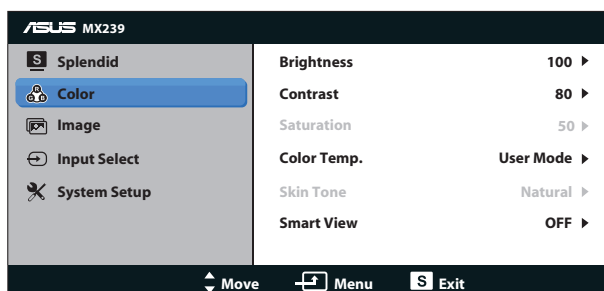 ASUS MX239
S Splendid
Color
Image
Input Select
System Setup
Brightness 100
Contrast 80
Saturation 50
Color Temp. User Mode
Skin Tone Natural
Smart View OFF
Move Menu S Exit